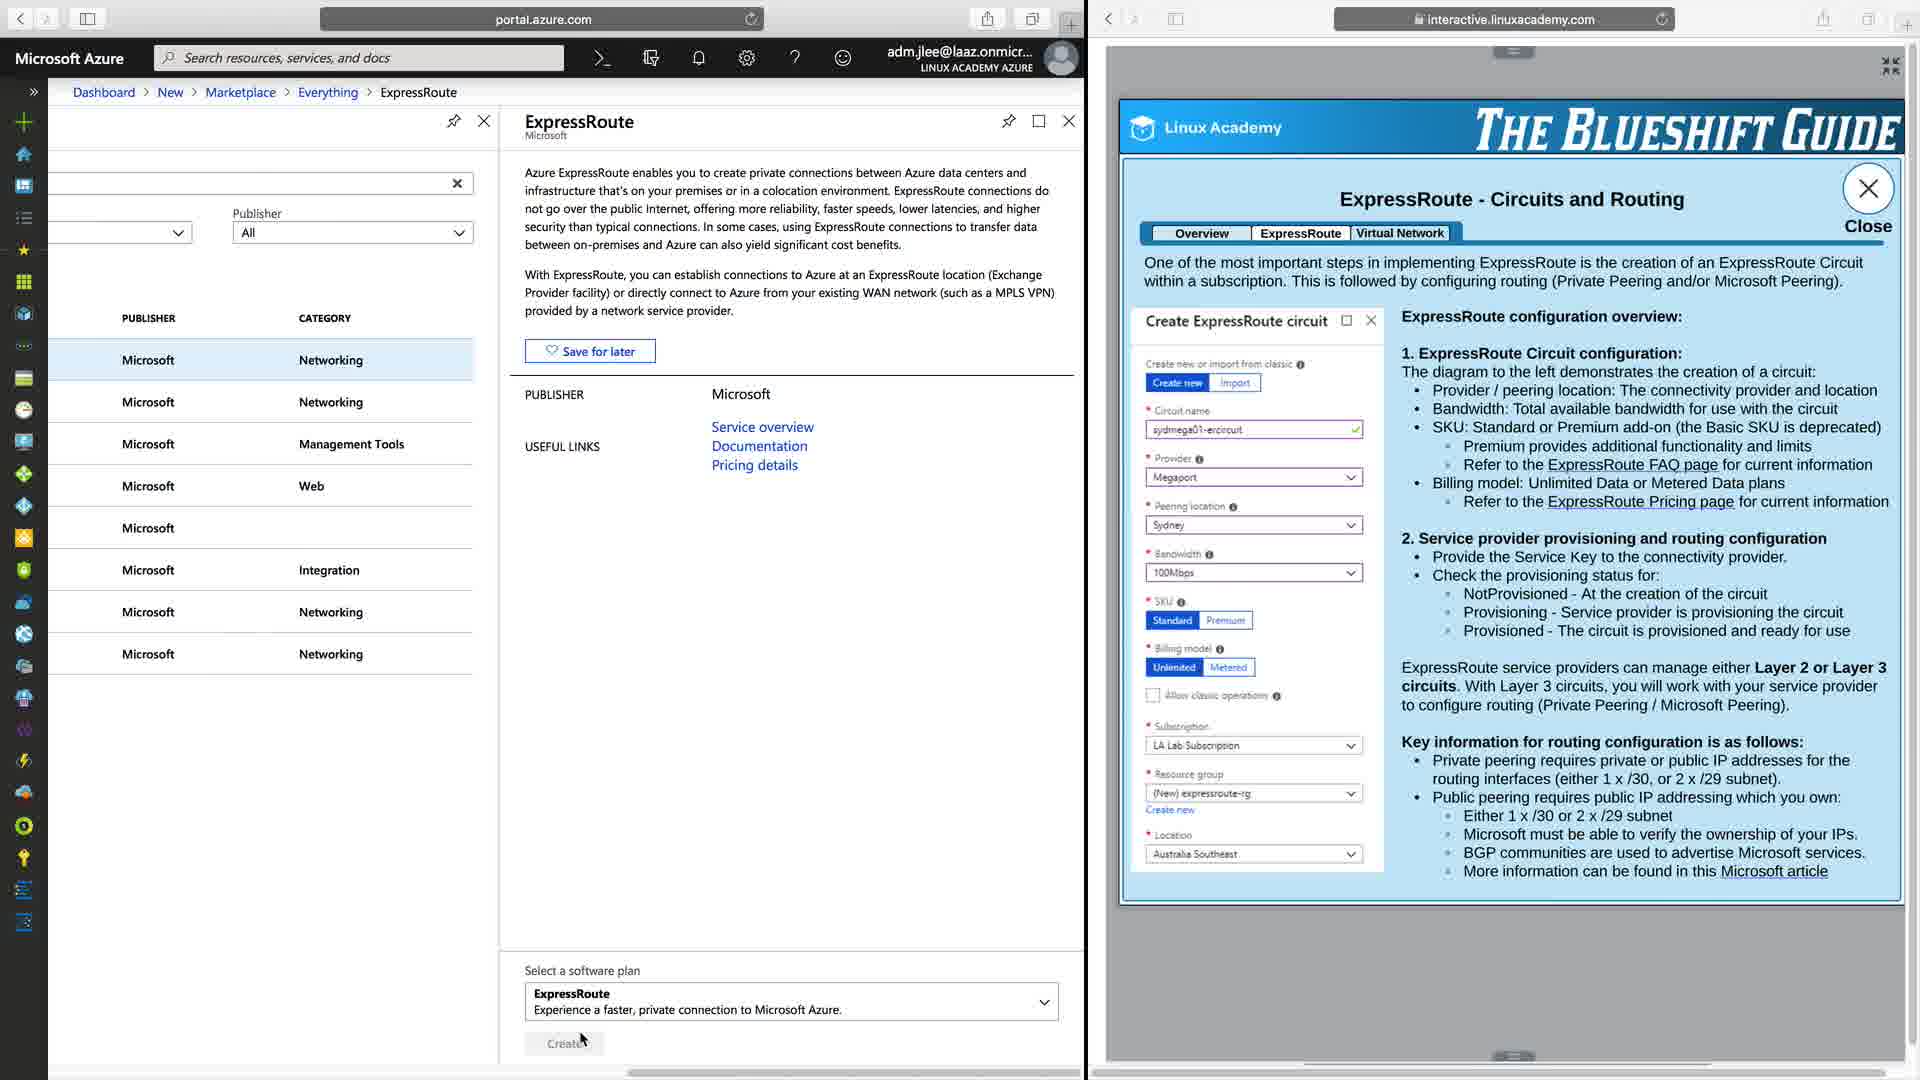 portal.azure.com
Microsoft Azure
Search resources, services, and docs
adm.jlee@laaz.onmicr...
LINUX ACADEMY AZURE
Dashboard > New > Marketplace > Everything > ExpressRoute
Publisher
All
PUBLISHER CATEGORY
Microsoft Networking
Microsoft Networking
Microsoft Management Tools
Microsoft Web
Microsoft
Microsoft Integration
Microsoft Networking
Microsoft Networking
ExpressRoute
Microsoft
Azure ExpressRoute enables you to create private connections between Azure data centers and
infrastructure that's on your premises or in a colocation environment. ExpressRoute connections do
not go over the public Internet, offering more reliability, faster speeds, lower latencies, and higher
security than typical connections. In some cases, using ExpressRoute connections to transfer data
between on-premises and Azure can also yield significant cost benefits.
With ExpressRoute, you can establish connections to Azure at an ExpressRoute location (Exchange
Provider facility) or directly connect to Azure from your existing WAN network (such as a MPLS VPN)
provided by a network service provider.
Save for later
PUBLISHER Microsoft
USEFUL LINKS
Service overview
Documentation
Pricing details
Select a software plan
ExpressRoute
Experience a faster, private connection to Microsoft Azure.
Create
interactive.linuxacademy.com
Linux Academy
THE BLUESHIFT GUIDE
ExpressRoute - Circuits and Routing
Close
Overview ExpressRoute Virtual Network
One of the most important steps in implementing ExpressRoute is the creation of an ExpressRoute Circuit
within a subscription. This is followed by configuring routing (Private Peering and/or Microsoft Peering).
Create ExpressRoute circuit
Create new or import from classic
Create new Import
* Circuit name
sydmega01-ercircuit
* Provider
Megaport
* Peering location
Sydney
* Bandwidth
100Mbps
* SKU
Standard Premium
* Billing model
Unlimited Metered
Allow classic operations
* Subscription
LA Lab Subscription
* Resource group
(New) expressroute-rg
Create new
* Location
Australia Southeast
ExpressRoute configuration overview:
1. ExpressRoute Circuit configuration:
The diagram to the left demonstrates the creation of a circuit:
• Provider / peering location: The connectivity provider and location
• Bandwidth: Total available bandwidth for use with the circuit
• SKU: Standard or Premium add-on (the Basic SKU is deprecated)
Premium provides additional functionality and limits
Refer to the ExpressRoute FAQ page for current information
• Billing model: Unlimited Data or Metered Data plans
Refer to the ExpressRoute Pricing page for current information
2. Service provider provisioning and routing configuration
• Provide the Service Key to the connectivity provider.
• Check the provisioning status for:
NotProvisioned - At the creation of the circuit
Provisioning - Service provider is provisioning the circuit
Provisioned - The circuit is provisioned and ready for use
ExpressRoute service providers can manage either Layer 2 or Layer 3
circuits. With Layer 3 circuits, you will work with your service provider
to configure routing (Private Peering / Microsoft Peering).
Key information for routing configuration is as follows:
• Private peering requires private or public IP addresses for the
routing interfaces (either 1 x /30, or 2 x /29 subnet).
• Public peering requires public IP addressing which you own:
Either 1 x /30 or 2 x /29 subnet
Microsoft must be able to verify the ownership of your IPs.
BGP communities are used to advertise Microsoft services.
More information can be found in this Microsoft article